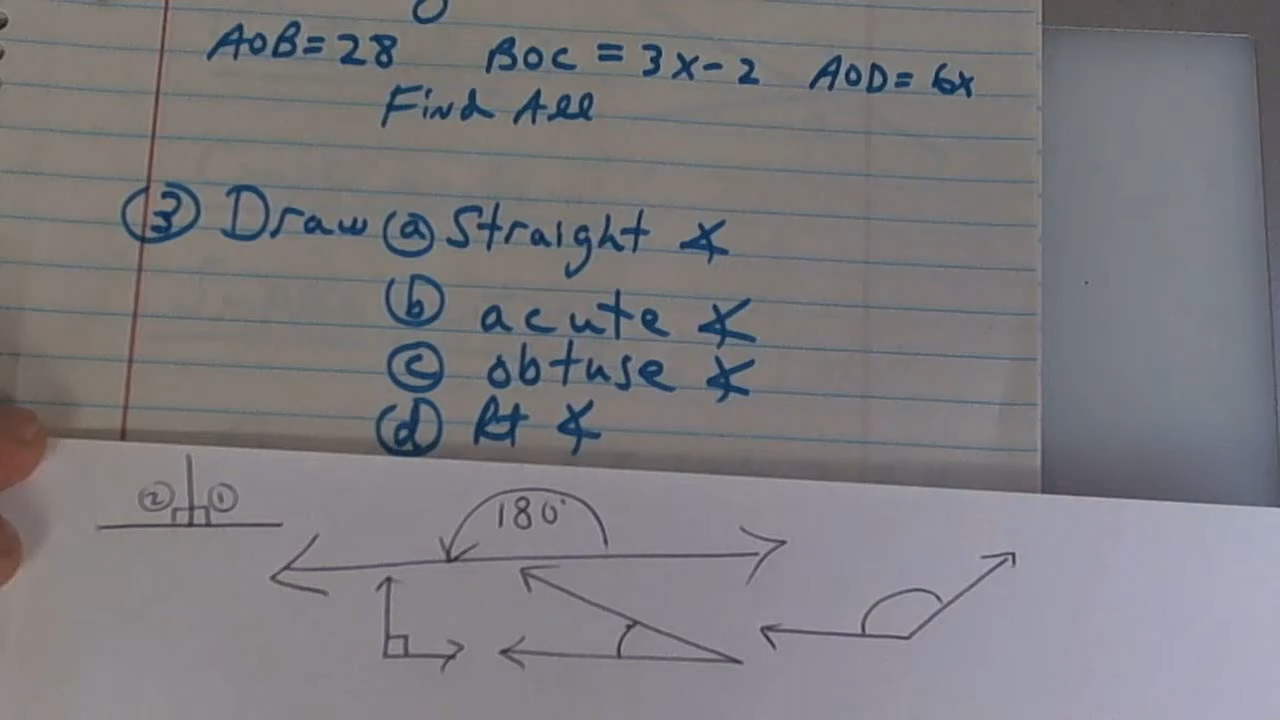 AOB = 28 BOC = 3x - 2 AOD = 6x
Find All
③ Draw ⓐ Straight ∡
ⓑ acute ∡
ⓒ obtuse ∡
ⓓ Rt ∡
② ①
180°